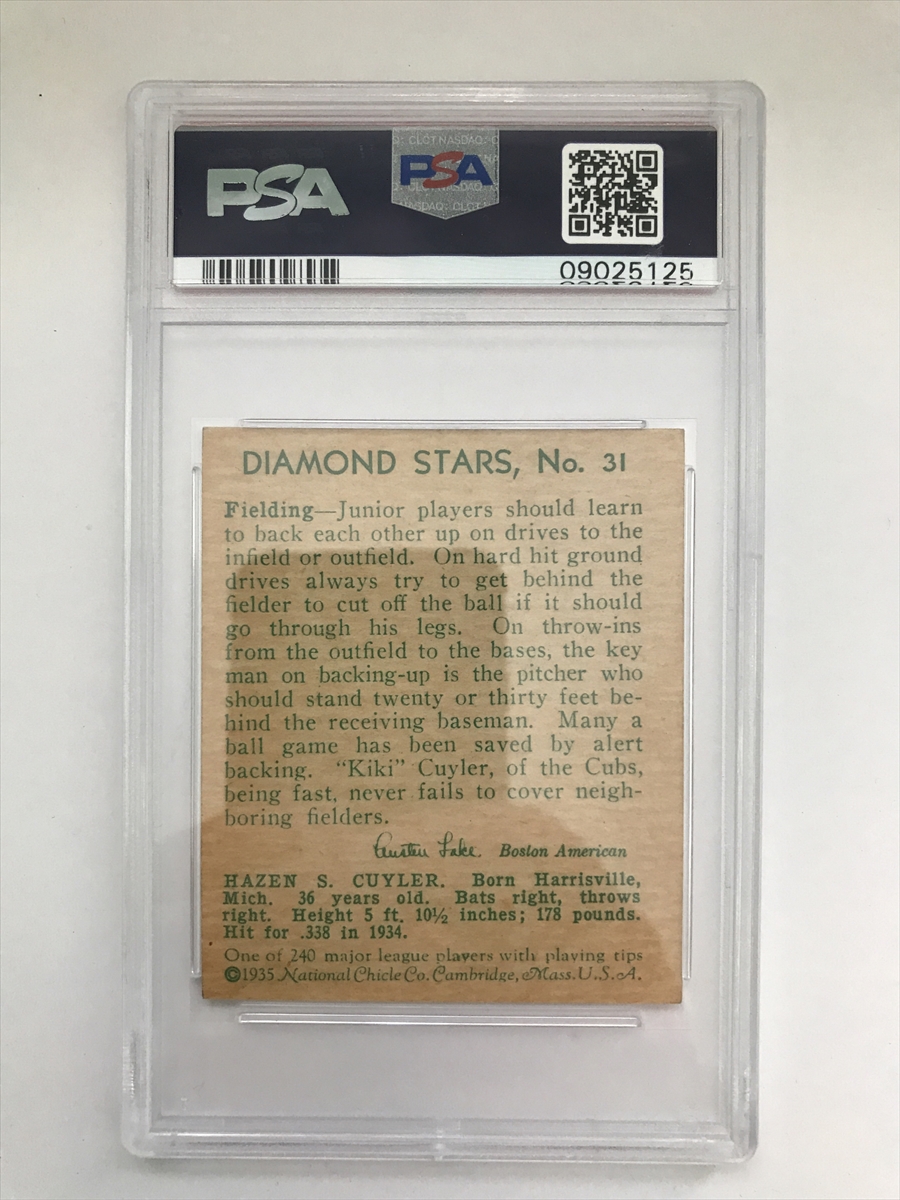 PSA
CLCT NASDAQ: C
PSA
09025125
DIAMOND STARS, No. 31
Fielding—Junior players should learn
to back each other up on drives to the
infield or outfield. On hard hit ground
drives always try to get behind the
fielder to cut off the ball if it should
go through his legs. On throw-ins
from the outfield to the bases, the key
man on backing-up is the pitcher who
should stand twenty or thirty feet be-
hind the receiving baseman. Many a
ball game has been saved by alert
backing. "Kiki" Cuyler, of the Cubs,
being fast, never fails to cover neigh-
boring fielders.
Austen Lake Boston American
HAZEN S. CUYLER. Born Harrisville,
Mich. 36 years old. Bats right, throws
right. Height 5 ft. 10½ inches; 178 pounds.
Hit for .338 in 1934.
One of 240 major league players with playing tips
©1935 National Chicle Co. Cambridge, Mass. U.S.A.